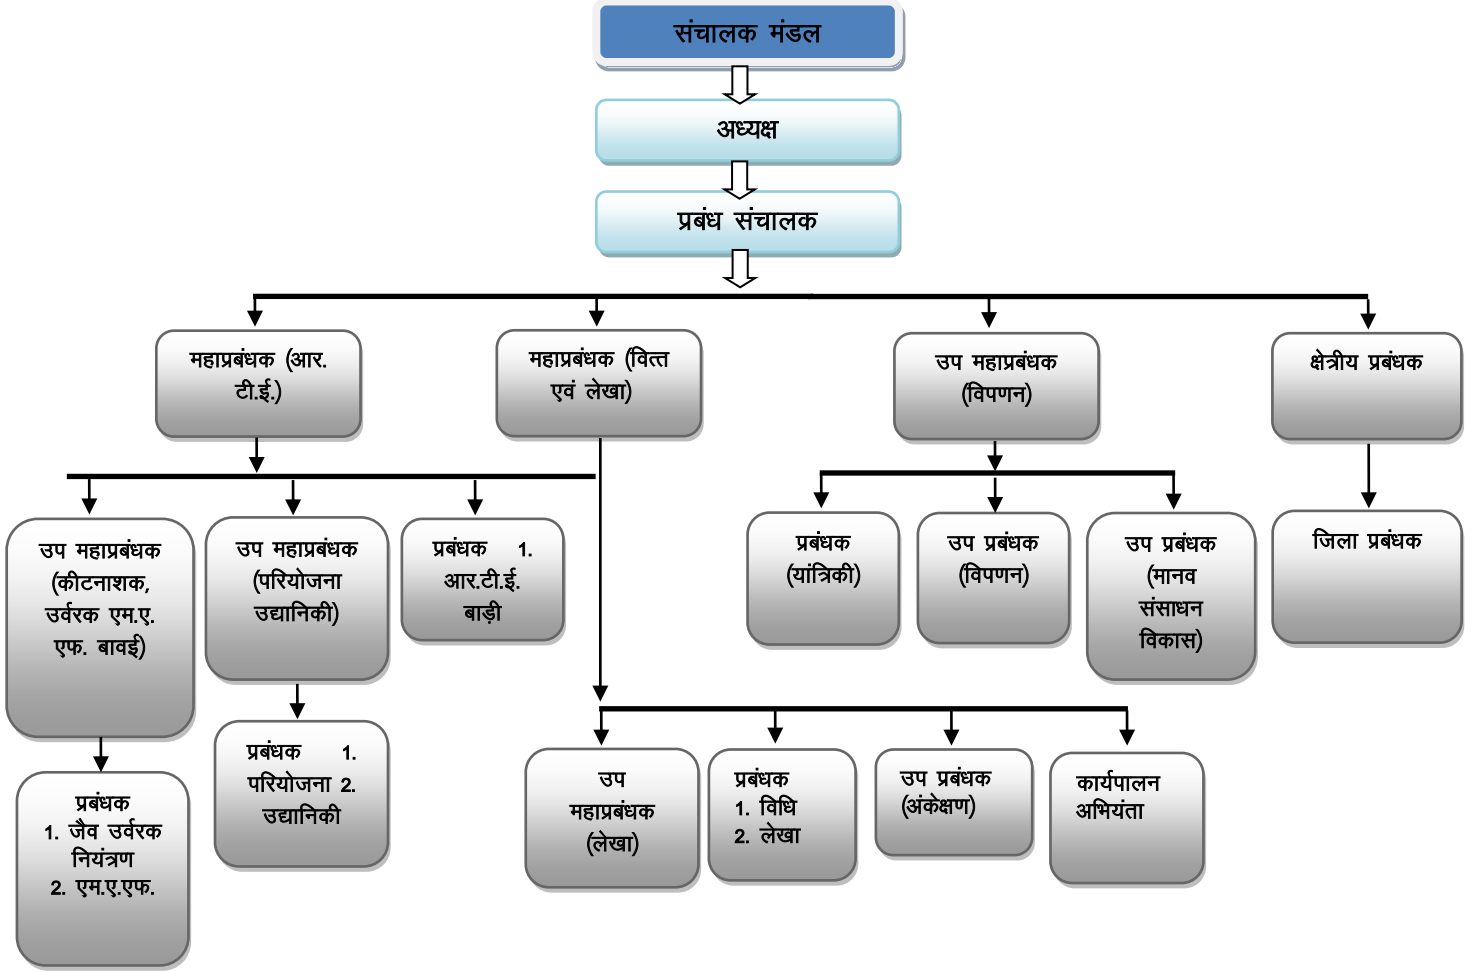 संचालक मंडल
अध्यक्ष
प्रबंध संचालक
महाप्रबंधक (आर.
टी.ई.)
महाप्रबंधक (वित्त
एवं लेखा)
उप महाप्रबंधक
(विपणन)
क्षेत्रीय प्रबंधक
उप महाप्रबंधक
(कीटनाशक,
उर्वरक एम.ए.
एफ. बावई)
उप महाप्रबंधक
(परियोजना
उद्यानिकी)
प्रबंधक 1.
आर.टी.ई.
बाड़ी
प्रबंधक
(यांत्रिकी)
उप प्रबंधक
(विपणन)
उप प्रबंधक
(मानव
संसाधन
विकास)
जिला प्रबंधक
प्रबंधक
1. जैव उर्वरक
नियंत्रण
2. एम.ए.एफ.
प्रबंधक 1.
परियोजना 2.
उद्यानिकी
उप
महाप्रबंधक
(लेखा)
प्रबंधक
1. विधि
2. लेखा
उप प्रबंधक
(अंकेक्षण)
कार्यपालन
अभियंता